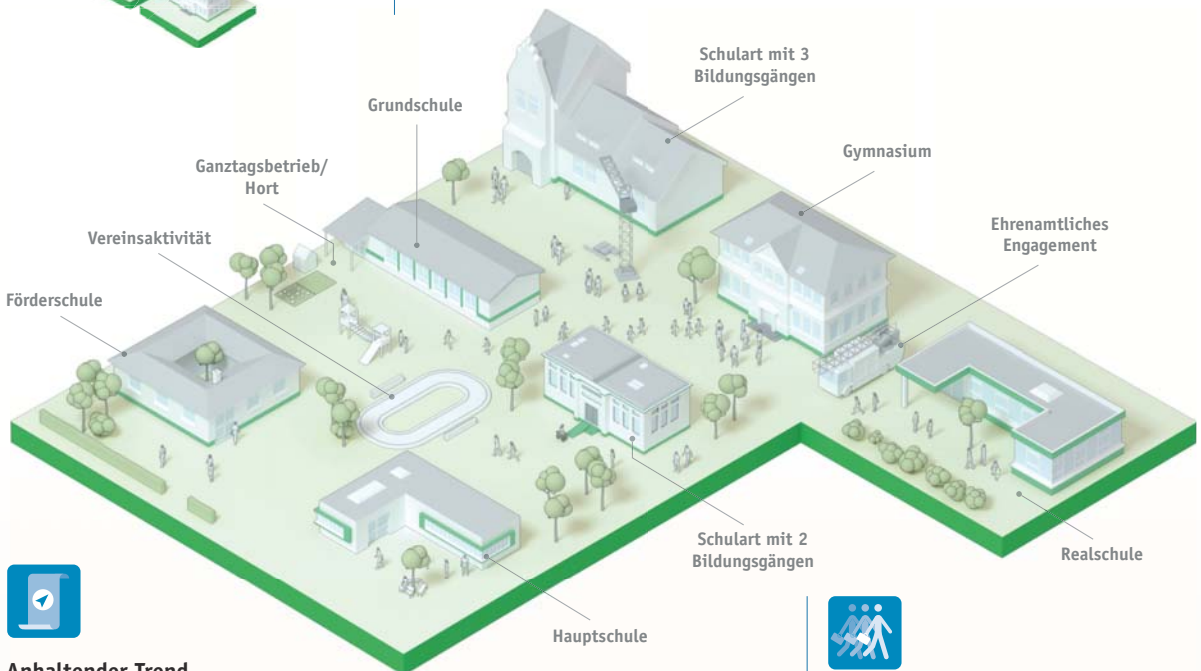 Schulart mit 3
Bildungsgängen
Grundschule
Gymnasium
Ganztagsbetrieb/
Hort
Ehrenamtliches
Engagement
Vereinsaktivität
Förderschule
Schulart mit 2
Bildungsgängen
Realschule
Hauptschule
Anhaltender Trend